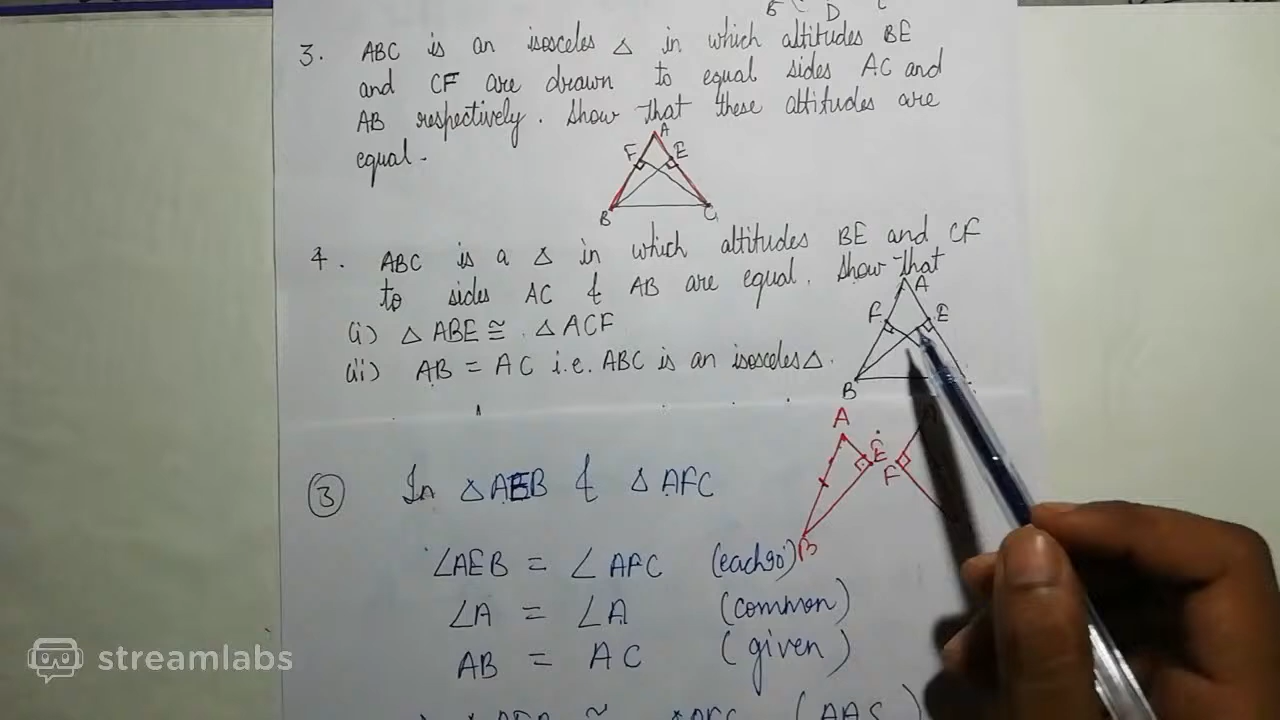 D
3. ABC is an isosceles △ in which altitudes BE
and CF are drawn to equal sides AC and
AB respectively. Show that these altitudes are
equal.
A
F E
B C
4. ABC is a △ in which altitudes BE and CF
to sides AC & AB are equal. Show that
(i) △ ABE ≅ △ ACF
(ii) AB = AC i.e. ABC is an isosceles △.
A
F E
B
A
E
F
B
③ In △AEB & △AFC
∠AEB = ∠AFC (each 90°)
∠A = ∠A (common)
AB = AC (given)
(AAS)
streamlabs